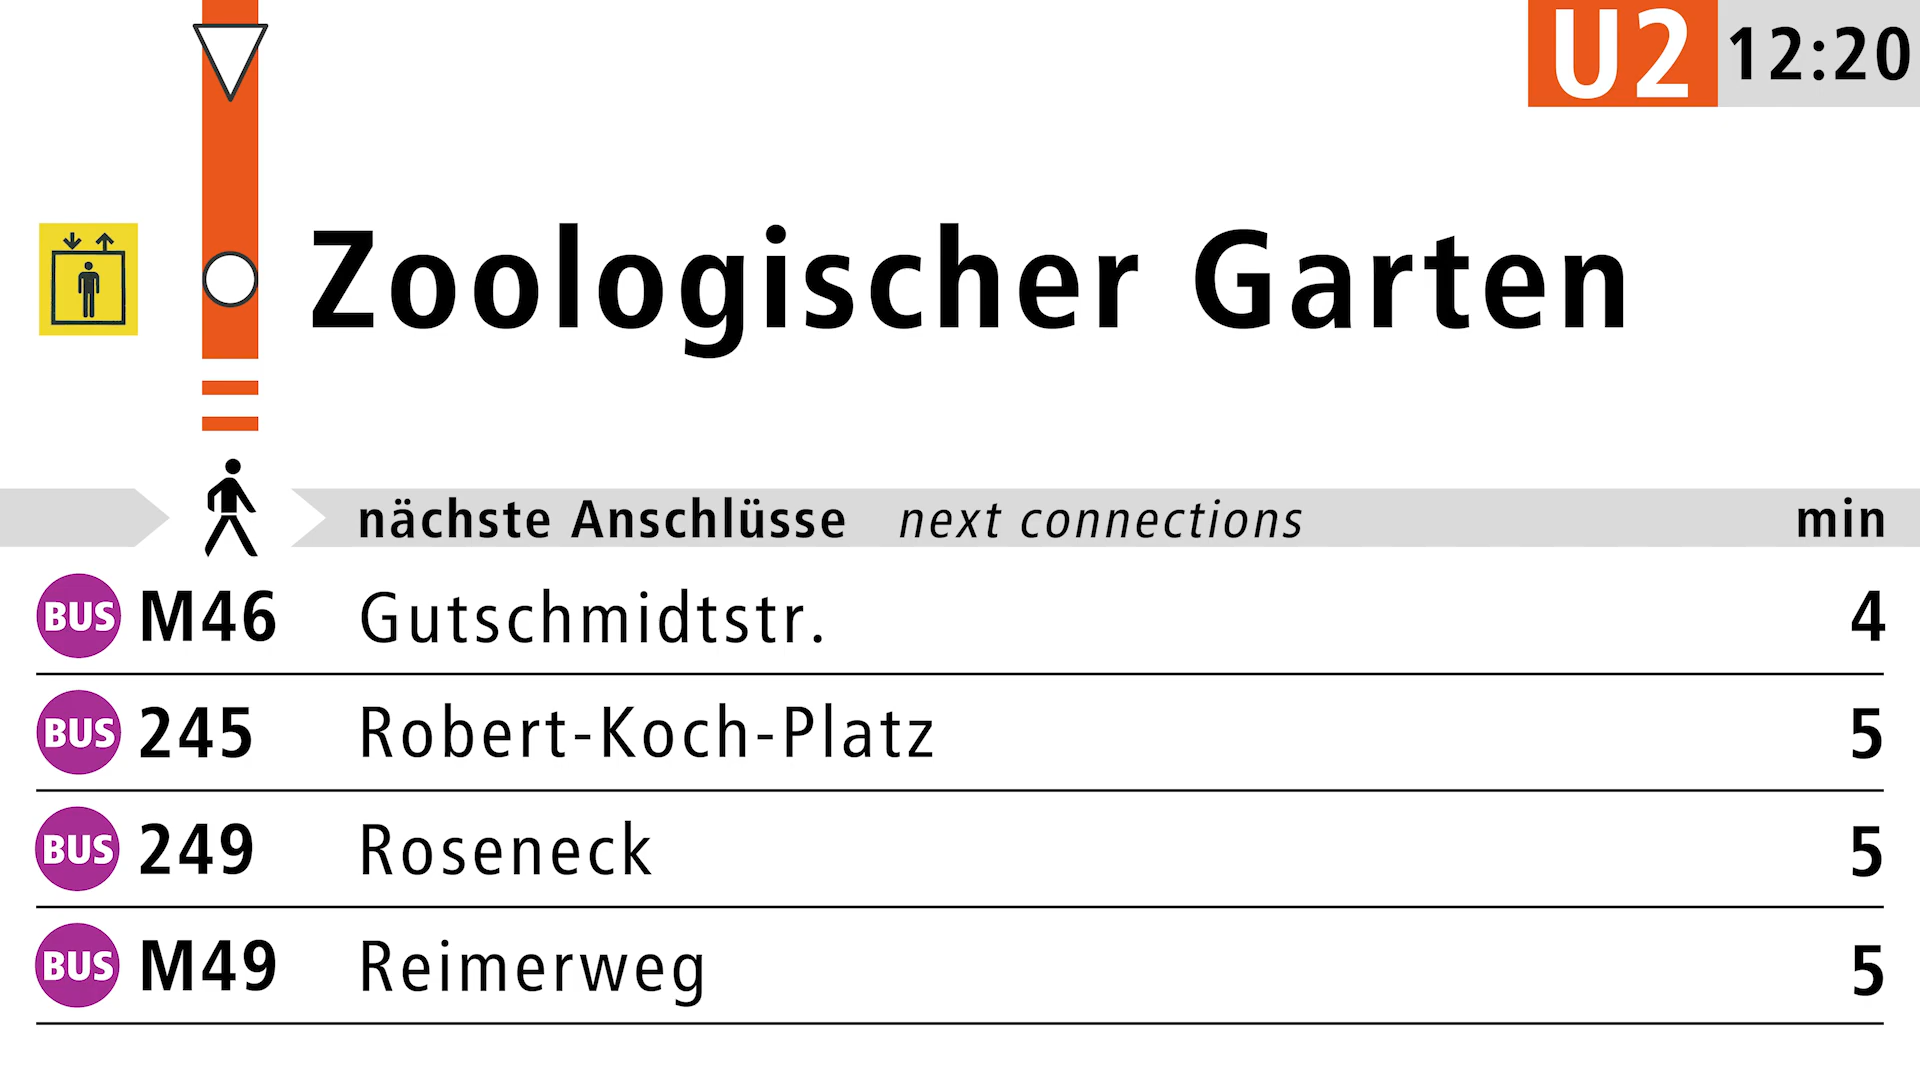 U2 12:20
Zoologischer Garten
nächste Anschlüsse next connections min
BUS M46 Gutschmidtstr. 4
BUS 245 Robert-Koch-Platz 5
BUS 249 Roseneck 5
BUS M49 Reimerweg 5